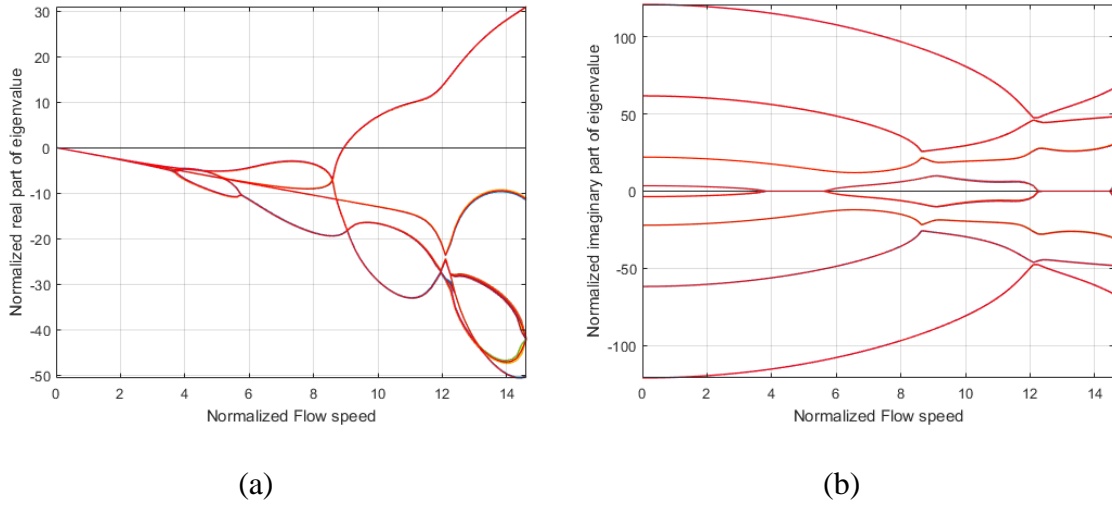 Normalized real part of eigenvalue
30
20
10
0
-10
-20
-30
-40
-50
0 2 4 6 8 10 12 14
Normalized Flow speed
(a)
Normalized imaginary part of eigenvalue
100
50
0
-50
-100
0 2 4 6 8 10 12 14
Normalized Flow speed
(b)